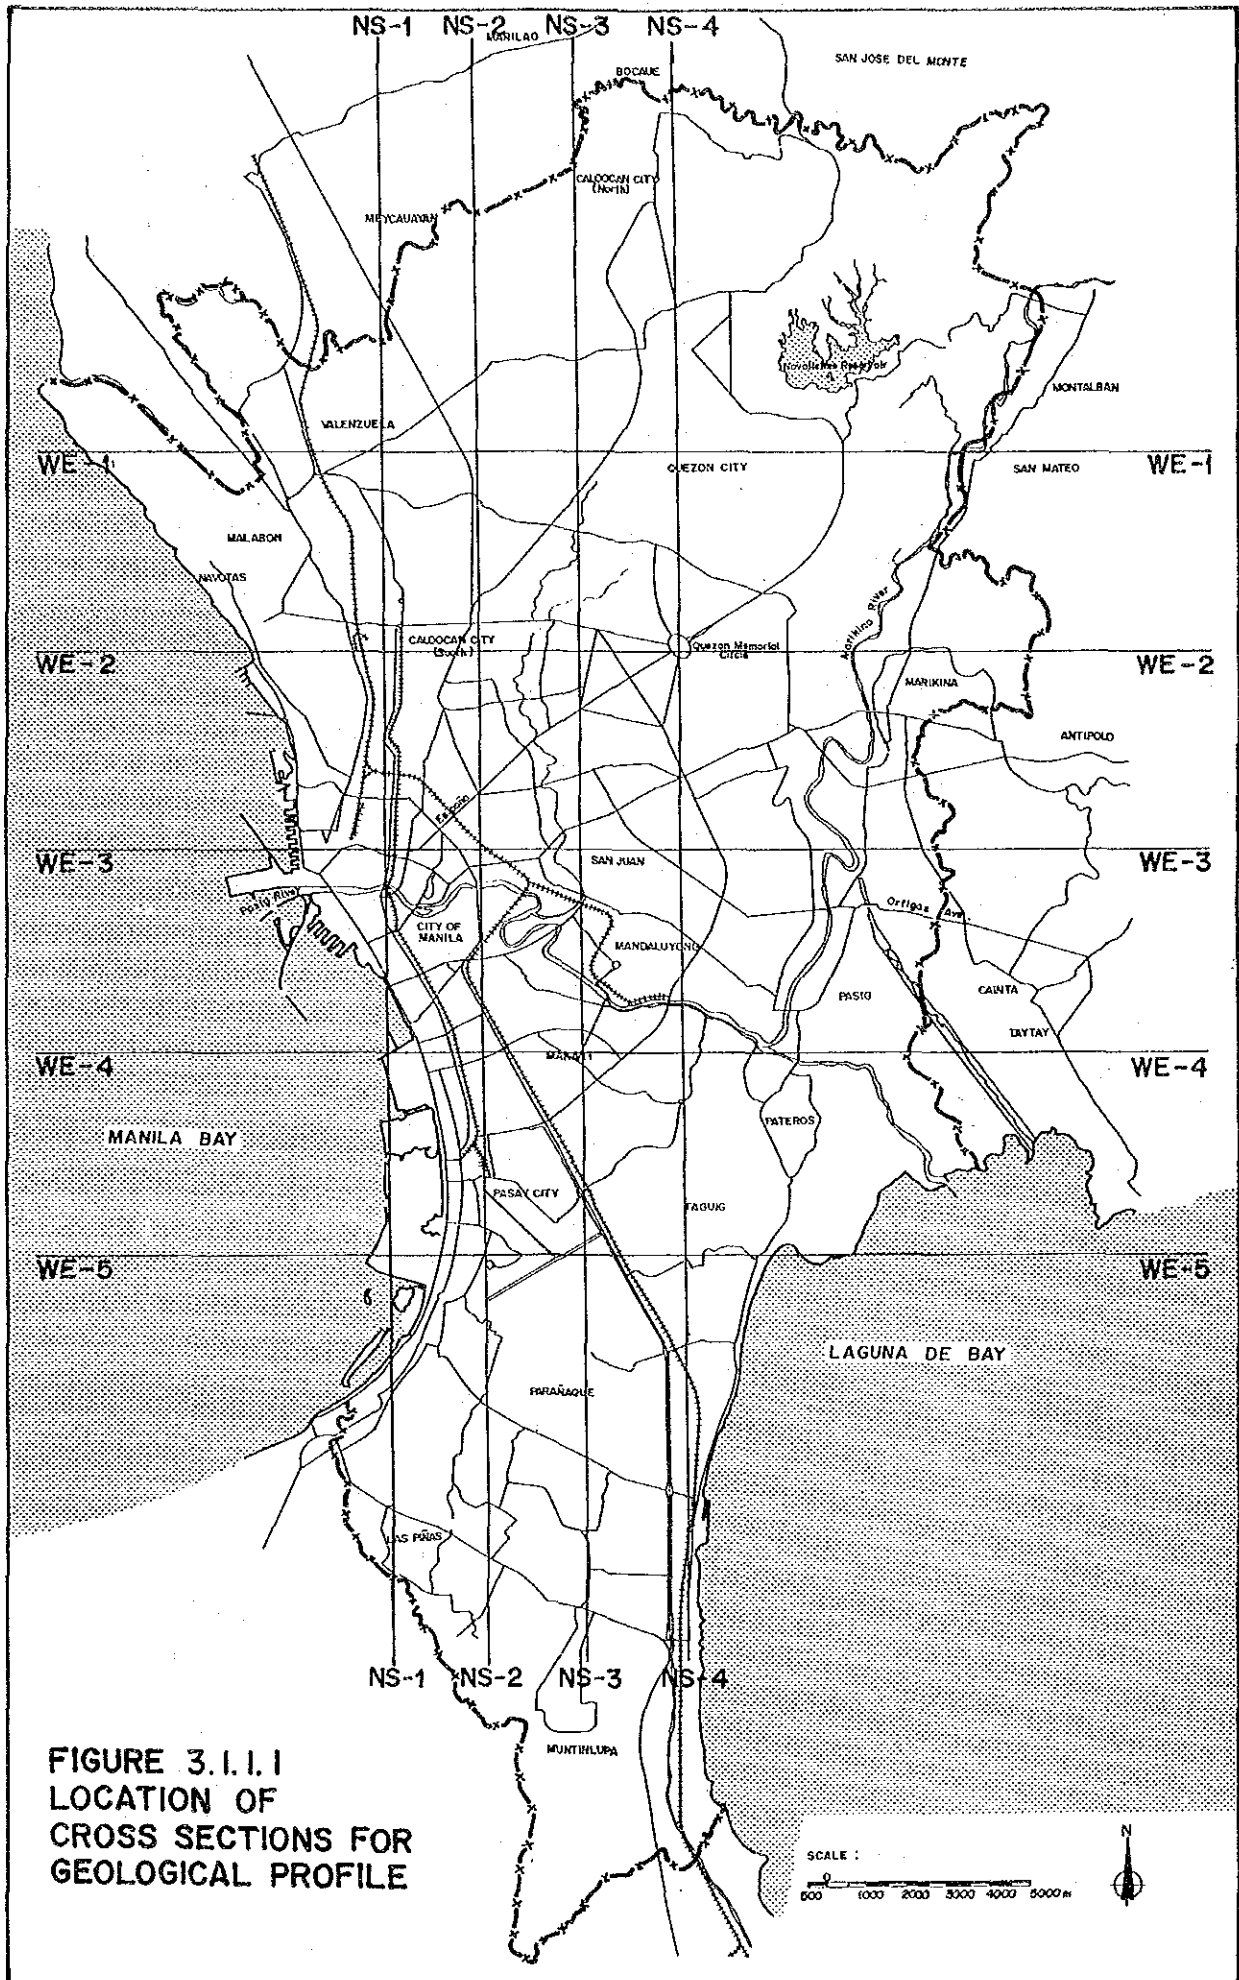 NS-1 NS-2 NS-3 NS-4
MARILAO
BOCAUE
SAN JOSE DEL MONTE
CALOOCAN CITY
(North)
MEYCAUAYAN
Novaliches Reservoir
MONTALBAN
VALENZUELA
WE-1
QUEZON CITY
SAN MATEO
WE-1
MALABON
NAVOTAS
Marikina River
CALOOCAN CITY
(South)
Quezon Memorial
Circle
WE-2
WE-2
MARIKINA
ANTIPOLO
España
WE-3
SAN JUAN
WE-3
Pasig River
Ortigas Ave.
CITY OF
MANILA
MANDALUYONG
PASIG
CAINTA
TAYTAY
WE-4
MAKATI
WE-4
PATEROS
MANILA BAY
PASAY CITY
TAGUIG
WE-5
WE-5
LAGUNA DE BAY
PARAÑAQUE
LAS PIÑAS
NS-1 NS-2 NS-3 NS-4
MUNTINLUPA
FIGURE 3.1.1.1
LOCATION OF
CROSS SECTIONS FOR
GEOLOGICAL PROFILE
SCALE :
N
500 0 1000 2000 3000 4000 5000 m